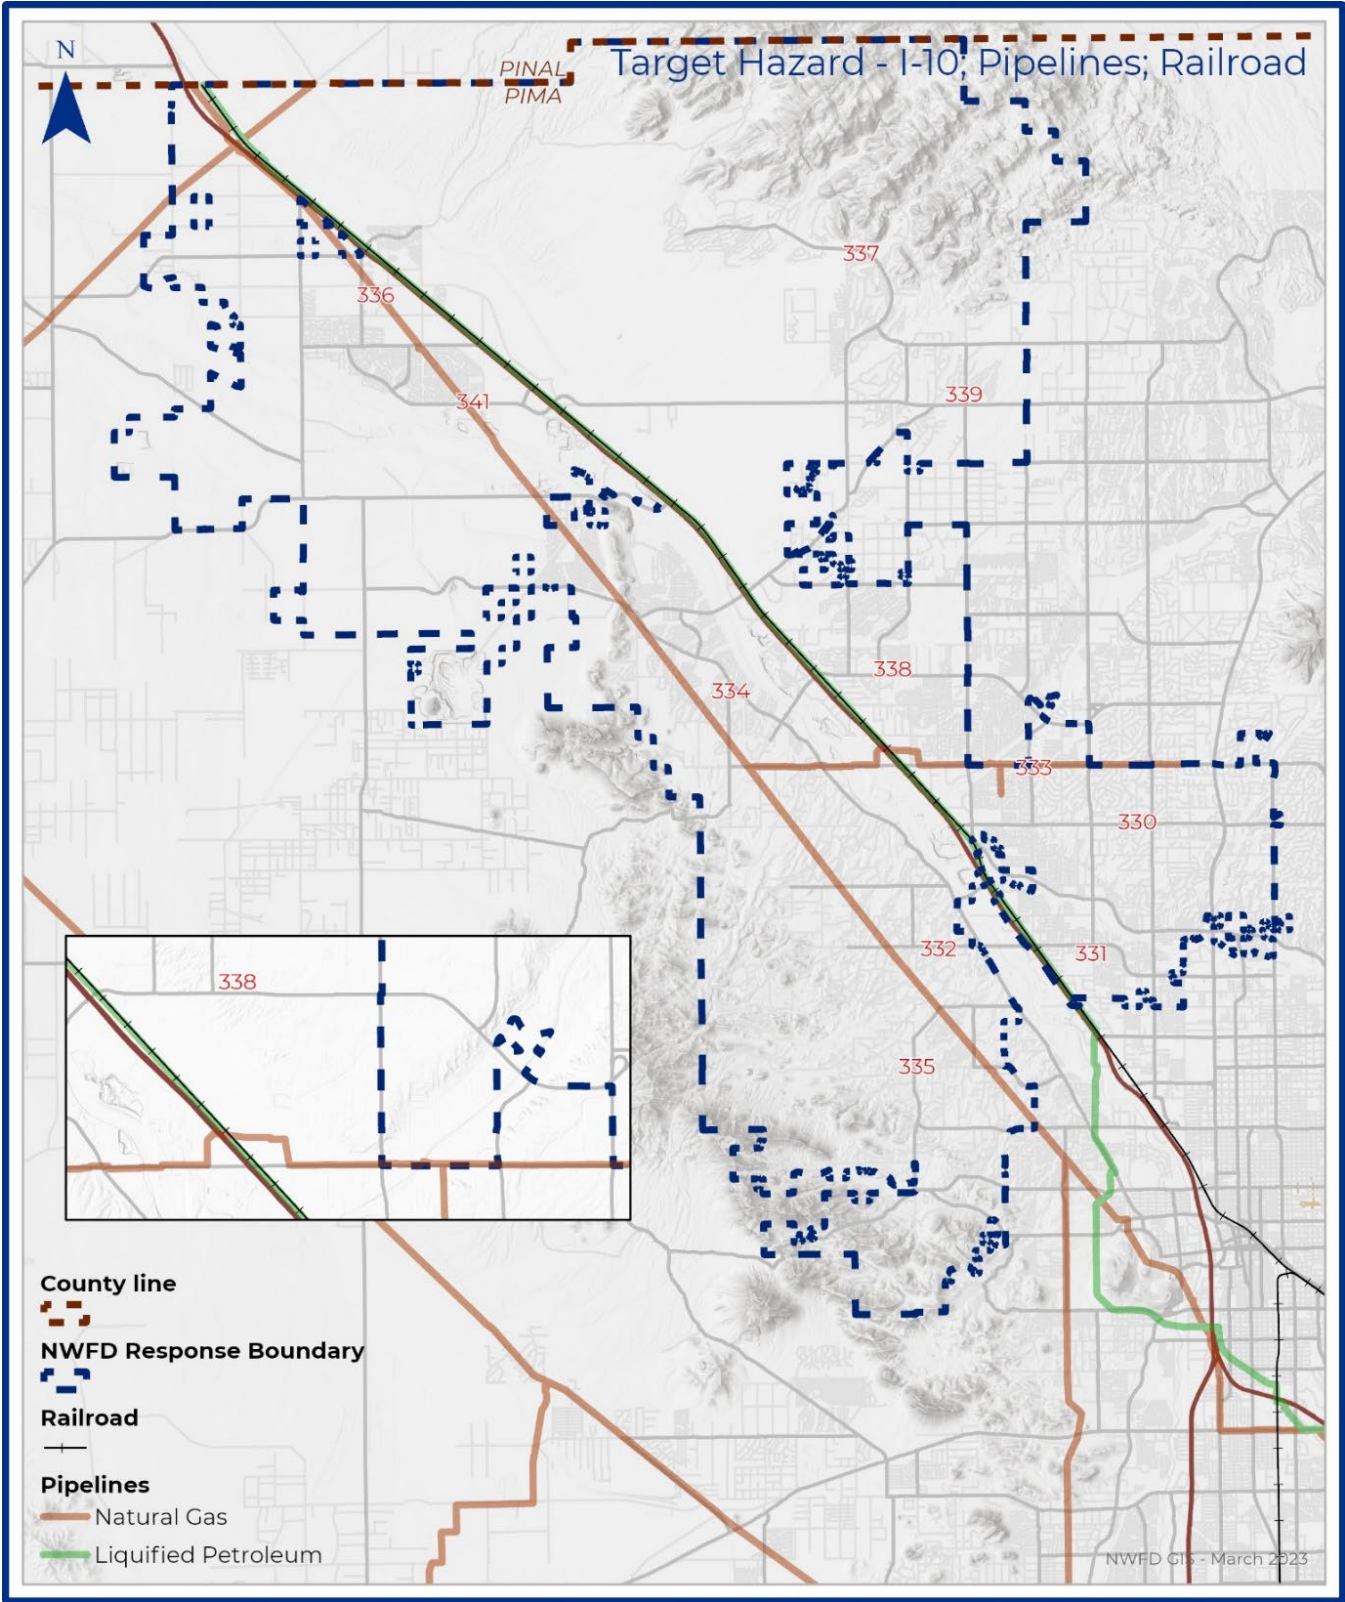 N
PINAL
PIMA
Target Hazard - I-10; Pipelines; Railroad
337
336
339
341
338
334
333
330
332
331
335
338
County line
NWFD Response Boundary
Railroad
Pipelines
Natural Gas
Liquified Petroleum
NWFD GIS - March 2023